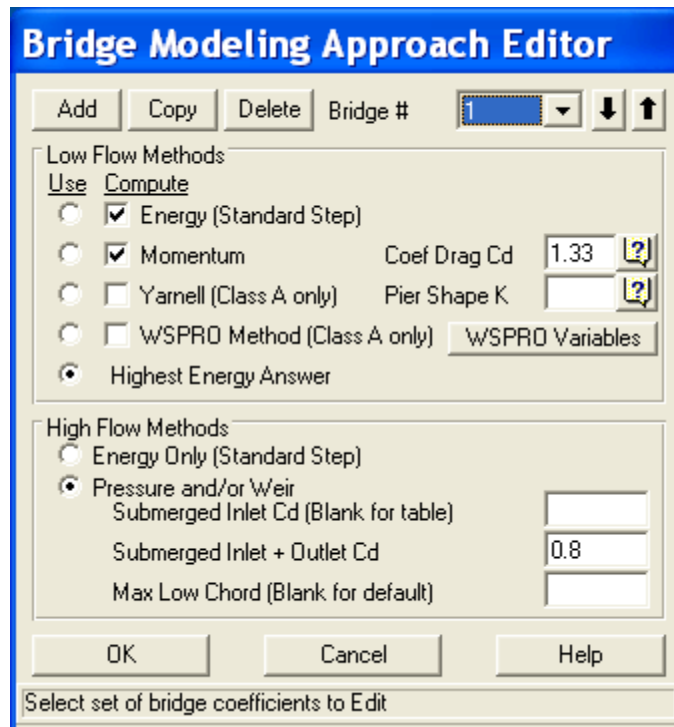 Bridge Modeling Approach Editor
Add Copy Delete Bridge # 1
Low Flow Methods
Use Compute
Energy (Standard Step)
Momentum Coef Drag Cd 1.33 ?
Yarnell (Class A only) Pier Shape K ?
WSPRO Method (Class A only) WSPRO Variables
Highest Energy Answer
High Flow Methods
Energy Only (Standard Step)
Pressure and/or Weir
Submerged Inlet Cd (Blank for table)
Submerged Inlet + Outlet Cd 0.8
Max Low Chord (Blank for default)
OK Cancel Help
Select set of bridge coefficients to Edit